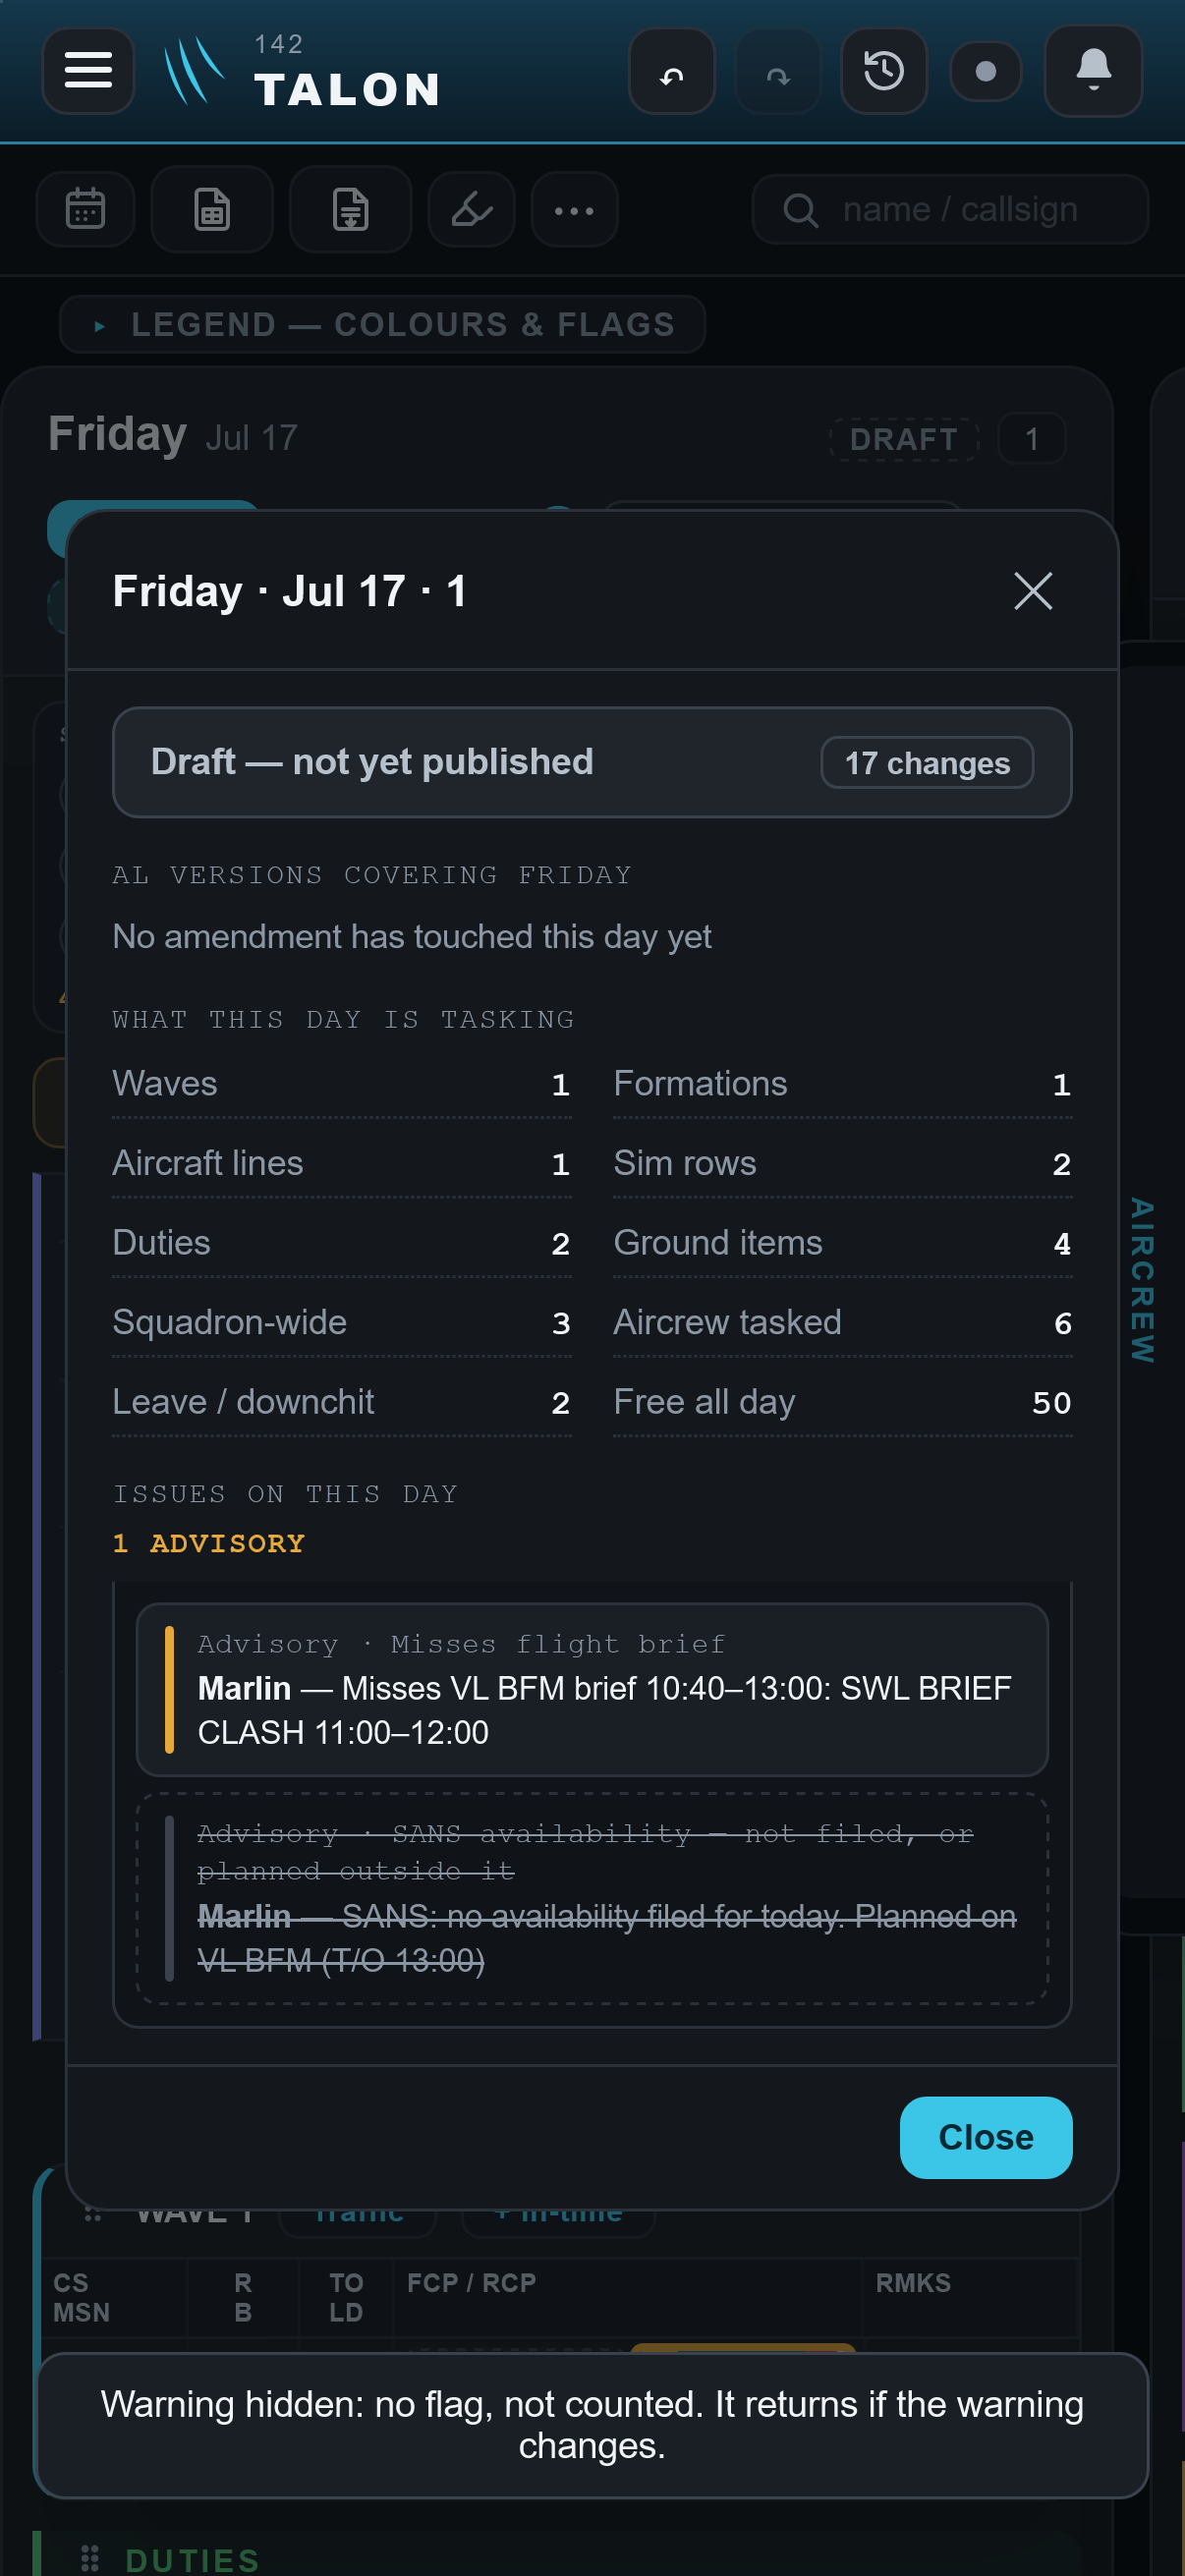 142
TALON
name / callsign
LEGEND — COLOURS & FLAGS
Friday Jul 17 DRAFT 1
Friday · Jul 17 · 1
Draft — not yet published 17 changes
AL VERSIONS COVERING FRIDAY
No amendment has touched this day yet
WHAT THIS DAY IS TASKING
Waves 1 Formations 1
Aircraft lines 1 Sim rows 2
Duties 2 Ground items 4
Squadron-wide 3 Aircrew tasked 6
Leave / downchit 2 Free all day 50
AIRCREW
ISSUES ON THIS DAY
1 ADVISORY
Advisory · Misses flight brief
Marlin — Misses VL BFM brief 10:40–13:00: SWL BRIEF
CLASH 11:00–12:00
Advisory · SANS availability — not filed, or
planned outside it
Marlin — SANS: no availability filed for today. Planned on
VL BFM (T/O 13:00)
Close
WAVE 1 Traffic + In-time
CS R TO FCP / RCP RMKS
MSN B LD
Warning hidden: no flag, not counted. It returns if the warning
changes.
DUTIES